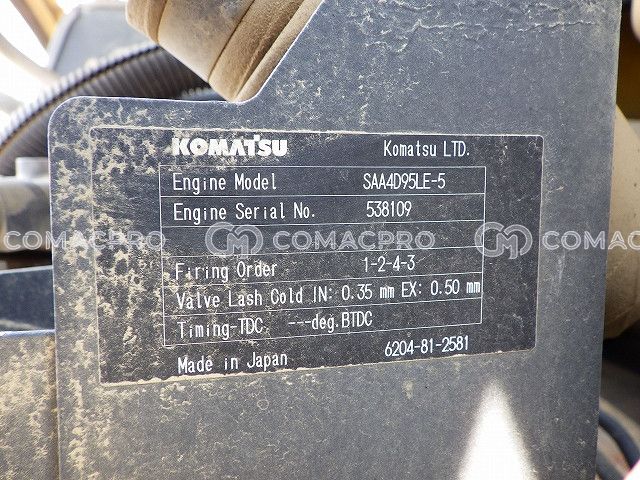 KOMATSU Komatsu LTD.
Engine Model SAA4D95LE-5
Engine Serial No. 538109
COMACPRO COMACPRO COMAC
Firing Order 1-2-4-3
Valve Lash Cold IN: 0.35 mm EX: 0.50 mm
Timing-TDC ---deg.BTDC
Made in Japan 6204-81-2581